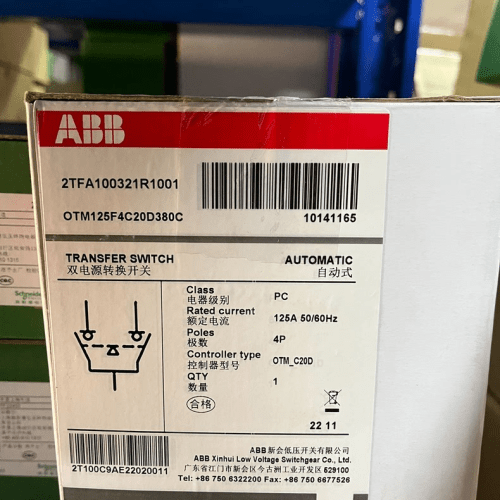 ABB
2TFA100321R1001
OTM125F4C20D380C
10141165
TRANSFER SWITCH
双电源转换开关
AUTOMATIC
自动式
Class
电器级别
PC
Rated current
额定电流
125A 50/60Hz
Poles
极数
4P
Controller type
控制器型号
OTM_C20D
QTY
数量
1
合格
22 11
2T100C9AE22020011
ABB新会低压开关有限公司
ABB Xinhui Low Voltage Switchgear Co., Ltd.
广东省江门市新会区今古洲工业开发区 529100
Tel: +86 750 6322200 Fax: +86 750 6677526
Schneide